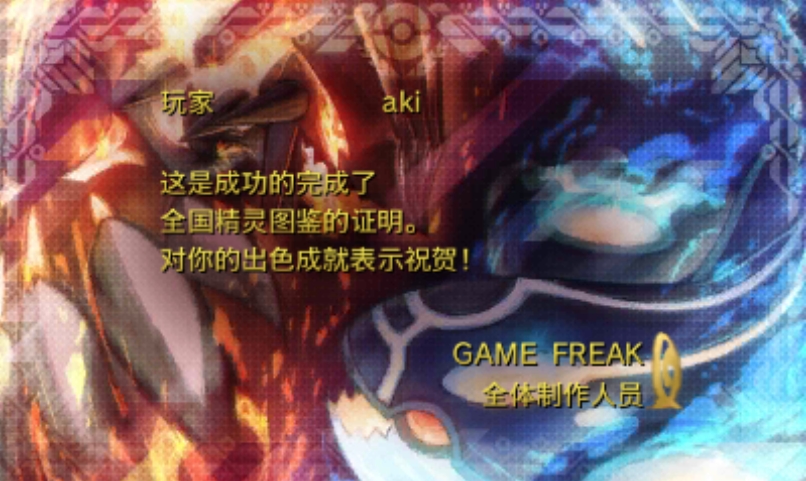 玩家 aki
这是成功的完成了
全国精灵图鉴的证明。
对你的出色成就表示祝贺!
GAME FREAK
全体制作人员